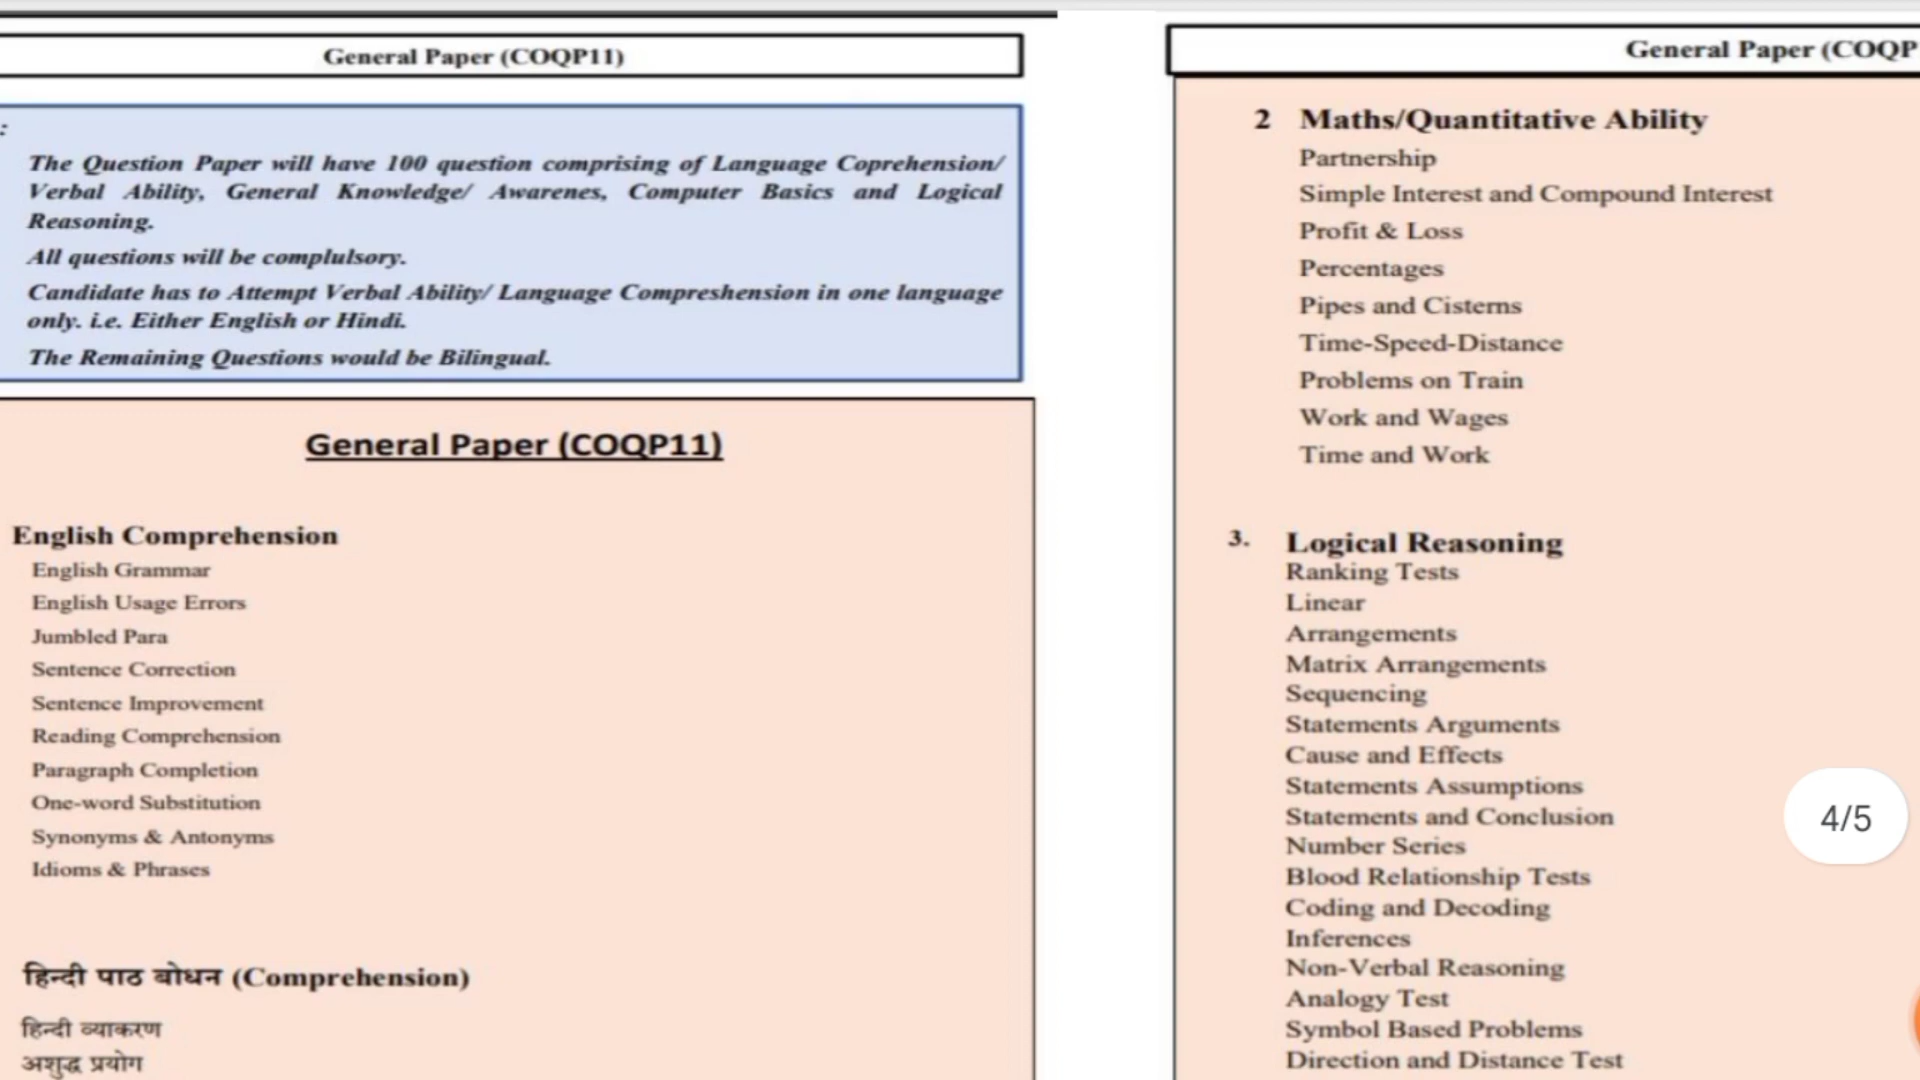 General Paper (COQP11)
:
The Question Paper will have 100 question comprising of Language Coprehension/
Verbal Ability, General Knowledge/ Awarenes, Computer Basics and Logical
Reasoning.
All questions will be complulsory.
Candidate has to Attempt Verbal Ability/ Language Compreshension in one language
only. i.e. Either English or Hindi.
The Remaining Questions would be Bilingual.
General Paper (COQP11)
English Comprehension
English Grammar
English Usage Errors
Jumbled Para
Sentence Correction
Sentence Improvement
Reading Comprehension
Paragraph Completion
One-word Substitution
Synonyms & Antonyms
Idioms & Phrases
हिन्दी पाठ बोधन (Comprehension)
हिन्दी व्याकरण
अशुद्ध प्रयोग
General Paper (COQP
2 Maths/Quantitative Ability
Partnership
Simple Interest and Compound Interest
Profit & Loss
Percentages
Pipes and Cisterns
Time-Speed-Distance
Problems on Train
Work and Wages
Time and Work
3. Logical Reasoning
Ranking Tests
Linear
Arrangements
Matrix Arrangements
Sequencing
Statements Arguments
Cause and Effects
Statements Assumptions
Statements and Conclusion
Number Series
Blood Relationship Tests
Coding and Decoding
Inferences
Non-Verbal Reasoning
Analogy Test
Symbol Based Problems
Direction and Distance Test
4/5